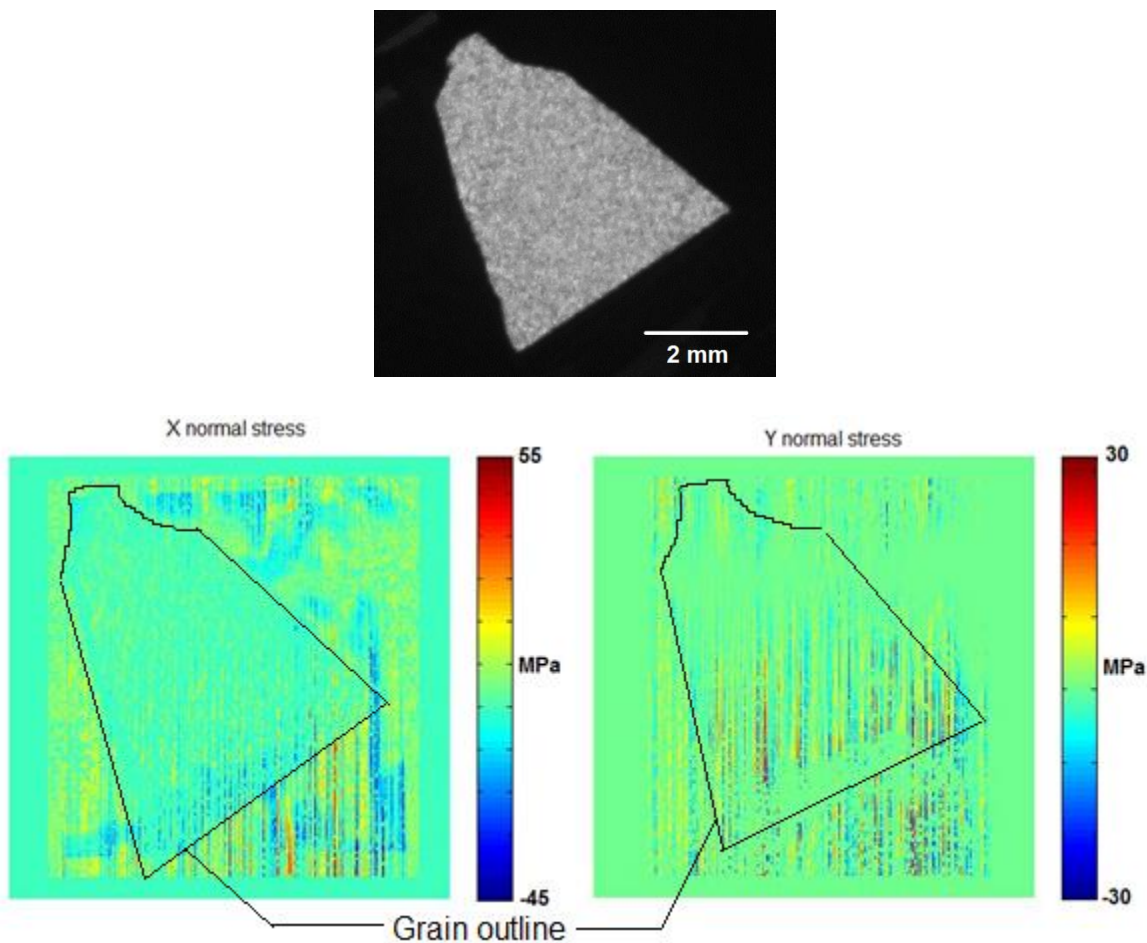 2 mm
X normal stress
Y normal stress
55
30
MPa
MPa
-45
-30
Grain outline